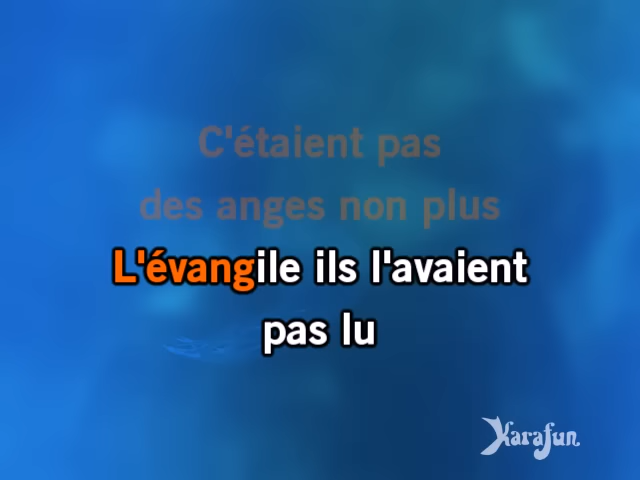 C'étaient pas
des anges non plus
L'évangile ils l'avaient
pas lu
Karafun